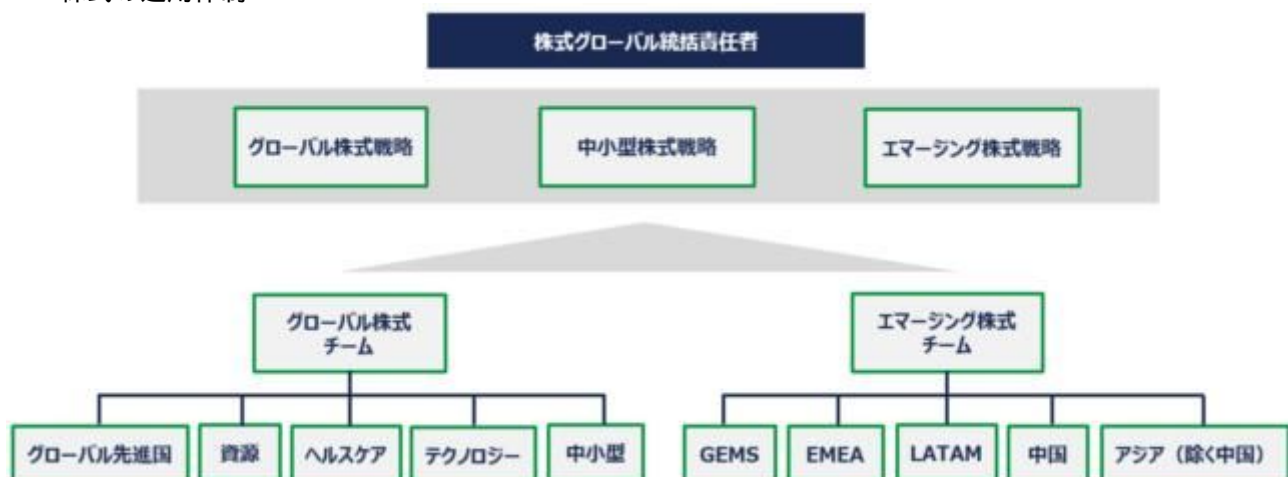 株式グローバル統括責任者
グローバル株式戦略
中小型株式戦略
エマージング株式戦略
グローバル株式
チーム
エマージング株式
チーム
グローバル先進国
資源
ヘルスケア
テクノロジー
中小型
GEMS
EMEA
LATAM
中国
アジア（除く中国）